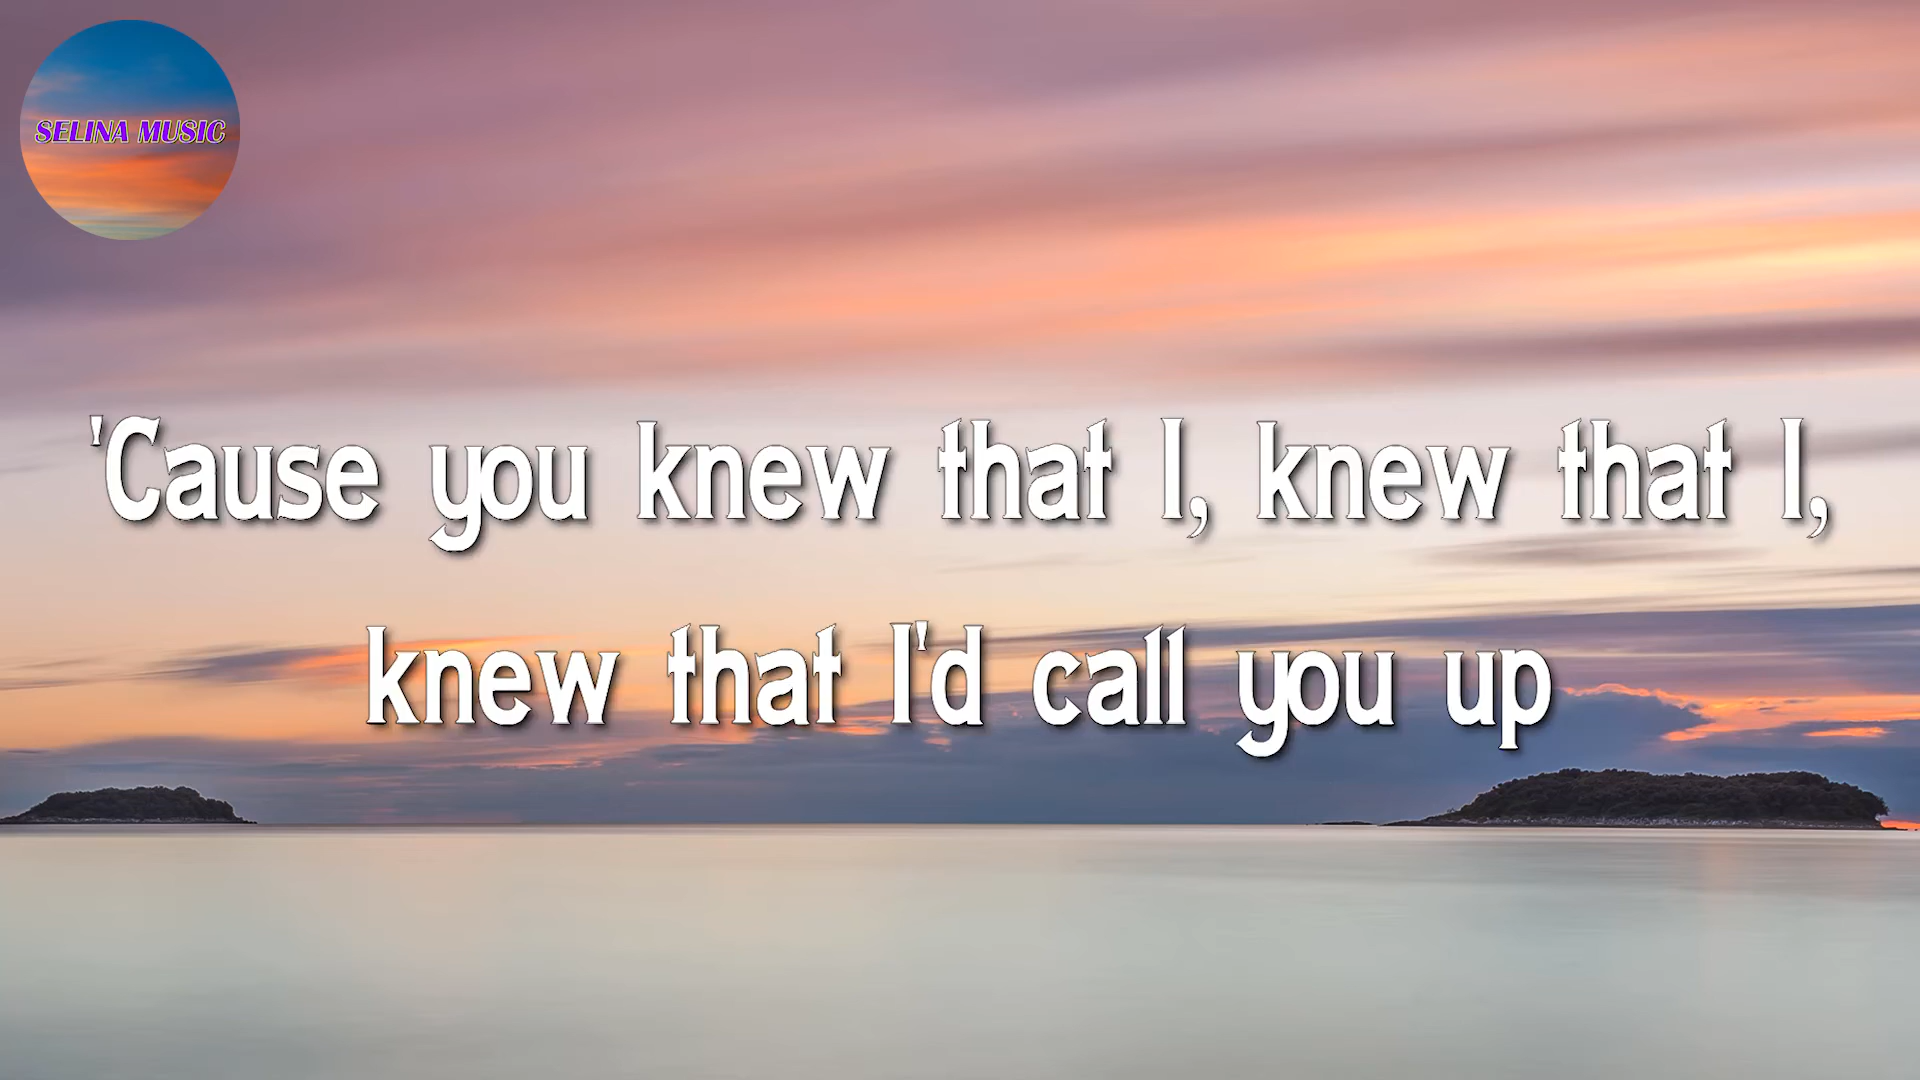 SELINA MUSIC
'Cause you knew that I, knew that I,
knew that I'd call you up